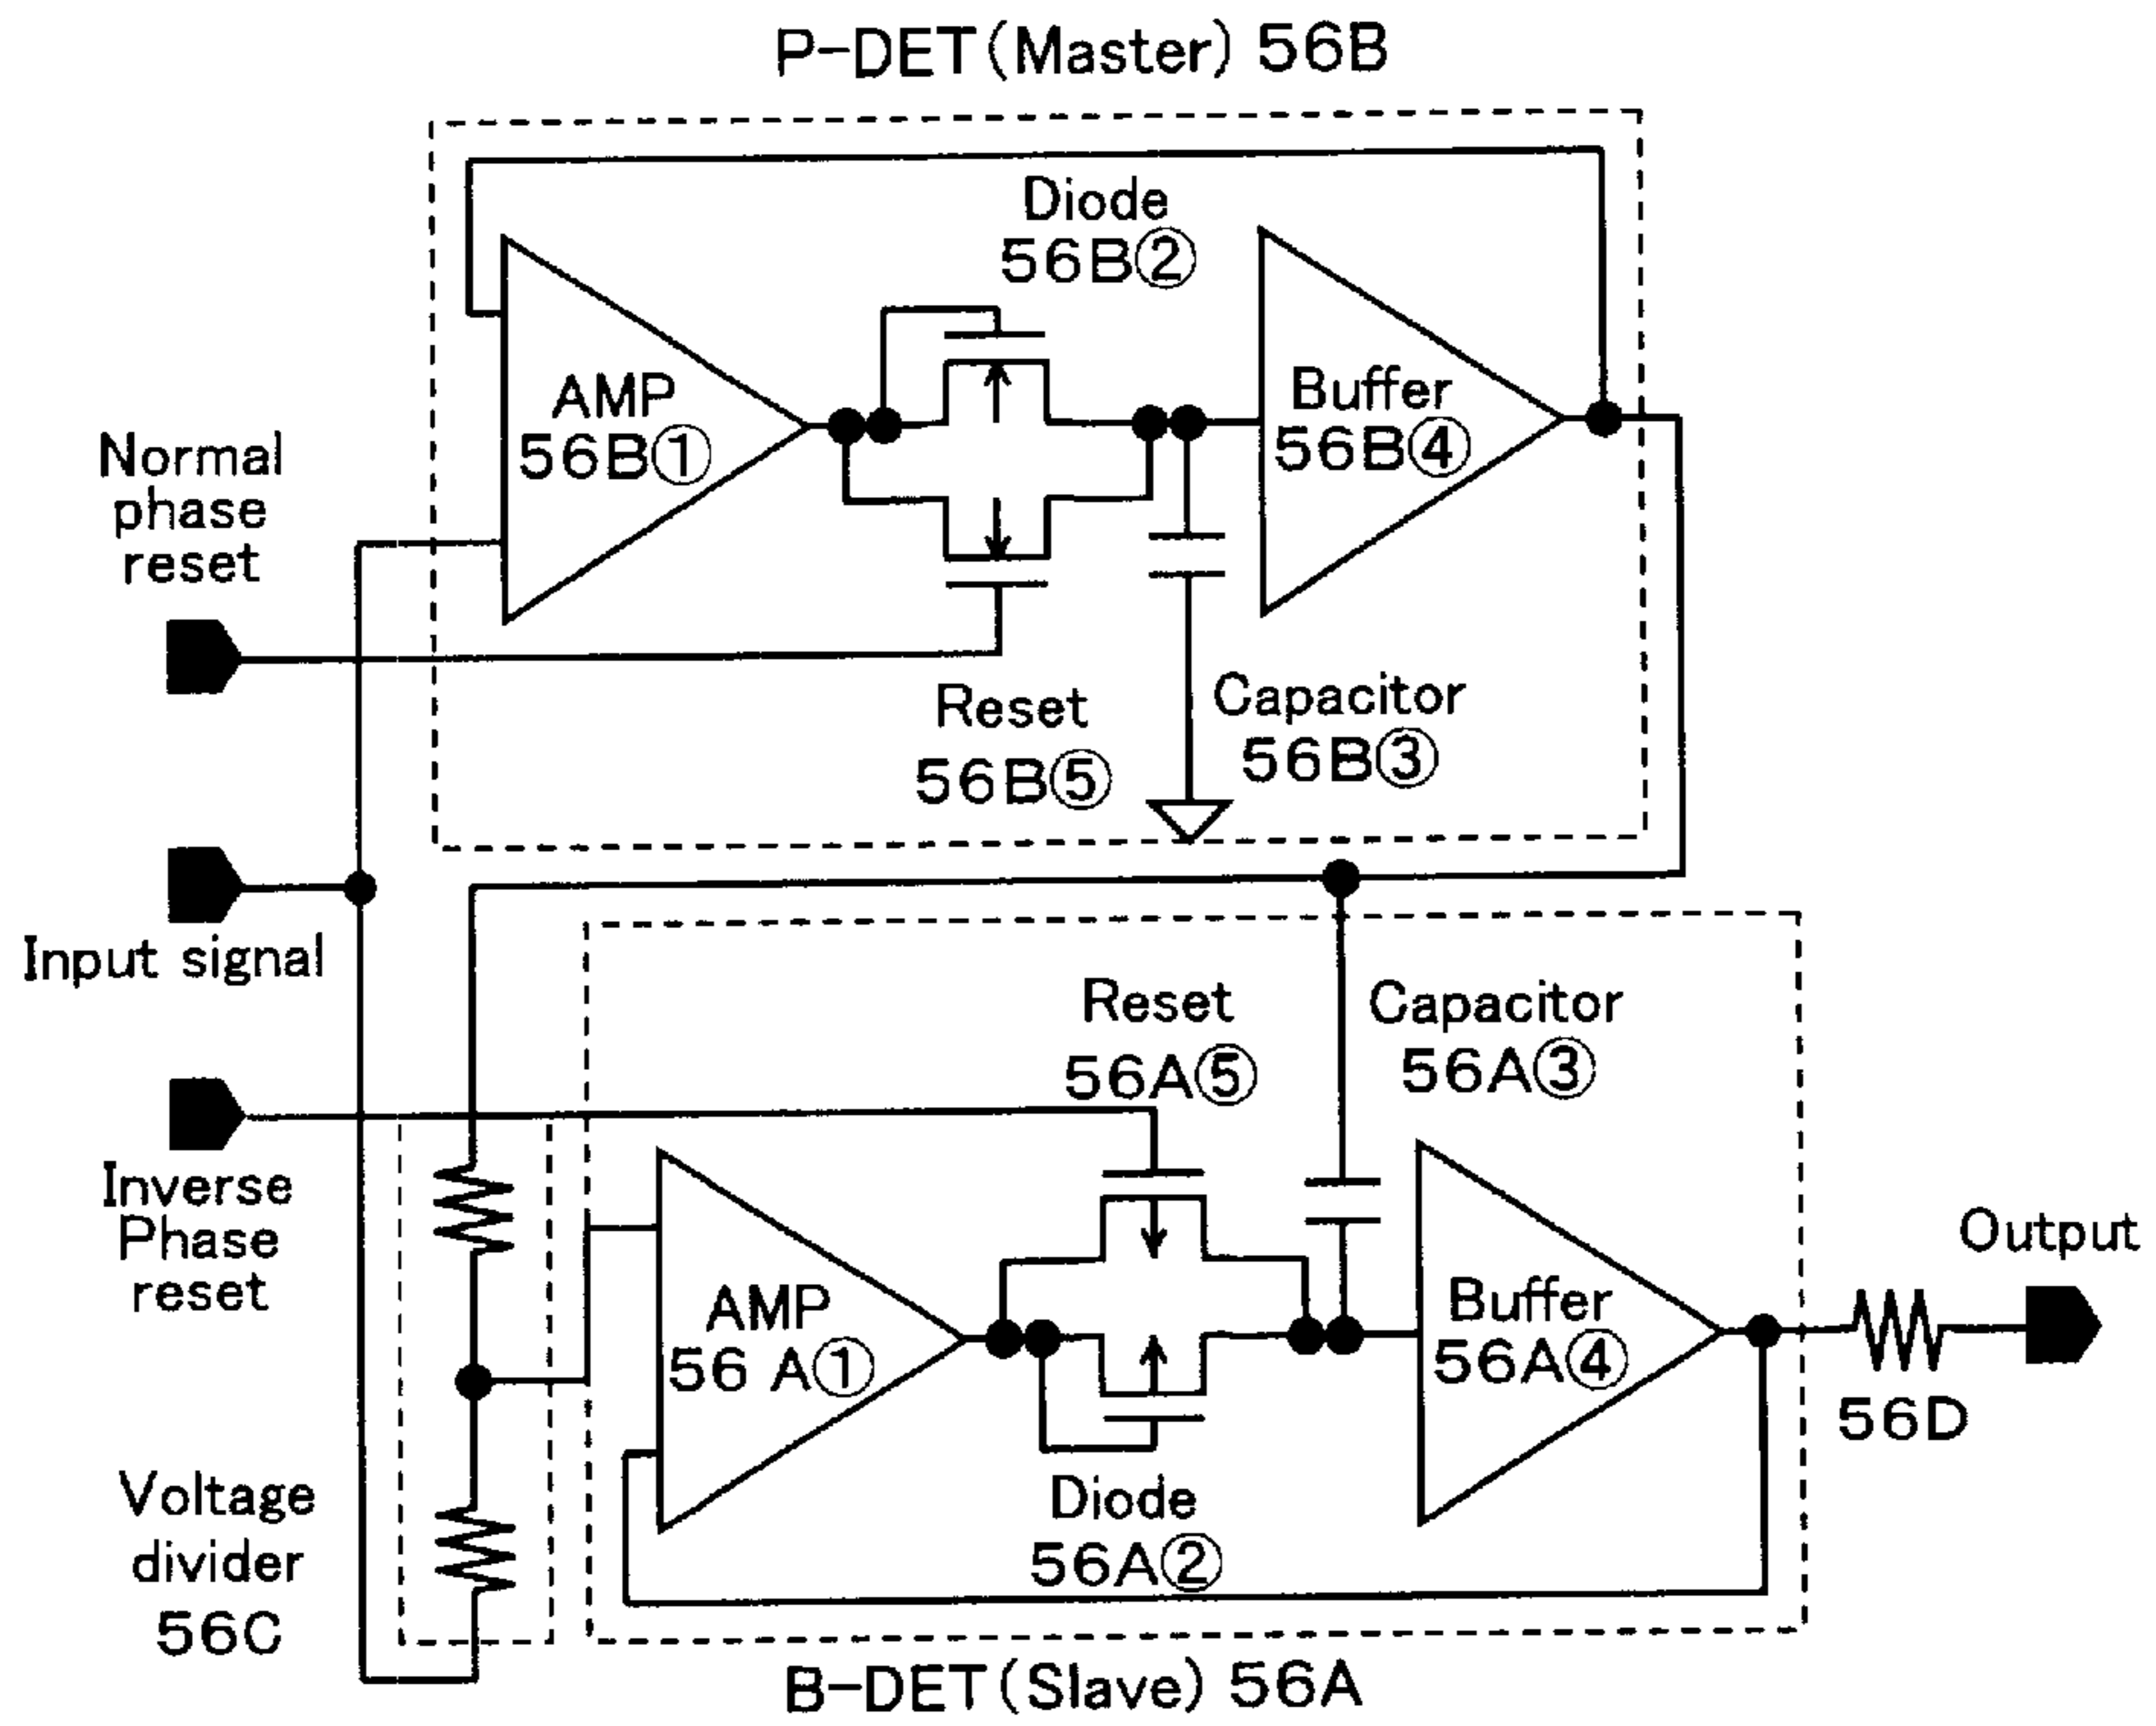 P-DET(Master) 56B
Diode
56B②
AMP
56B①
Buffer
56B④
Normal
phase
reset
Reset
56B⑤
Capacitor
56B③
Input signal
Reset
56A⑤
Capacitor
56A③
Inverse
Phase
reset
AMP
56 A①
Buffer
56A④
Output
56D
Voltage
divider
56C
Diode
56A②
B-DET(Slave) 56A